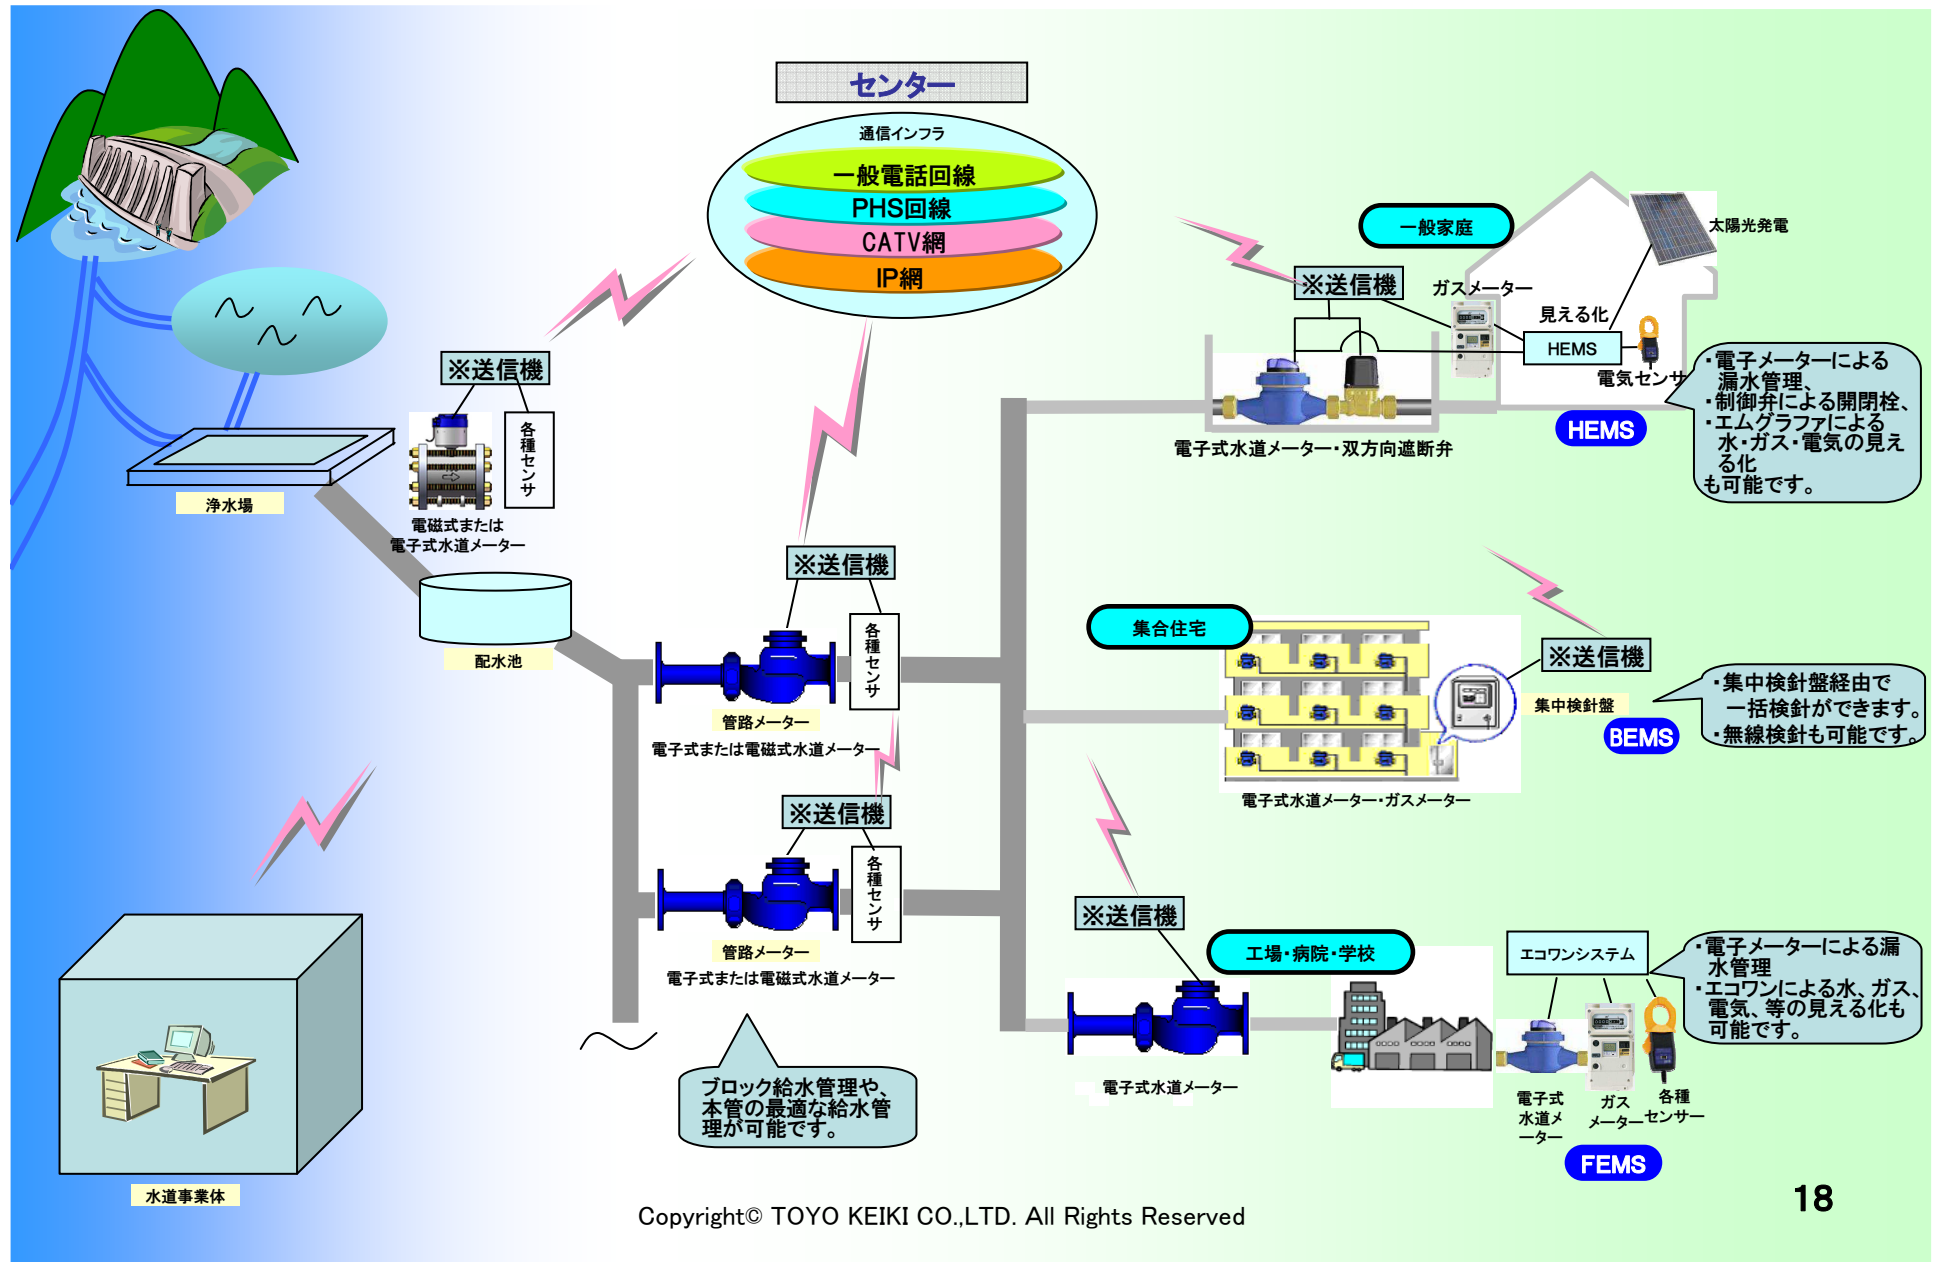 センター
通信インフラ
一般電話回線
PHS回線
CATV網
IP網
※送信機
各種センサ
電磁式または
電子式水道メーター
浄水場
配水池
※送信機
各種センサ
管路メーター
電子式または電磁式水道メーター
※送信機
各種センサ
管路メーター
電子式または電磁式水道メーター
ブロック給水管理や、
本管の最適な給水管
理が可能です。
水道事業体
一般家庭
太陽光発電
※送信機
ガスメーター
見える化
HEMS
電気センサ
電子式水道メーター・双方向遮断弁
HEMS
・電子メーターによる
漏水管理、
・制御弁による開閉栓、
・エムグラファによる
水・ガス・電気の見え
る化
も可能です。
集合住宅
※送信機
集中検針盤
BEMS
・集中検針盤経由で
一括検針ができます。
・無線検針も可能です。
電子式水道メーター・ガスメーター
※送信機
工場・病院・学校
電子式水道メーター
エコワンシステム
電子式
水道メ
ーター
ガス
メーター
各種
センサー
FEMS
・電子メーターによる漏
水管理
・エコワンによる水、ガス、
電気、等の見える化も
可能です。
18
Copyright© TOYO KEIKI CO.,LTD. All Rights Reserved